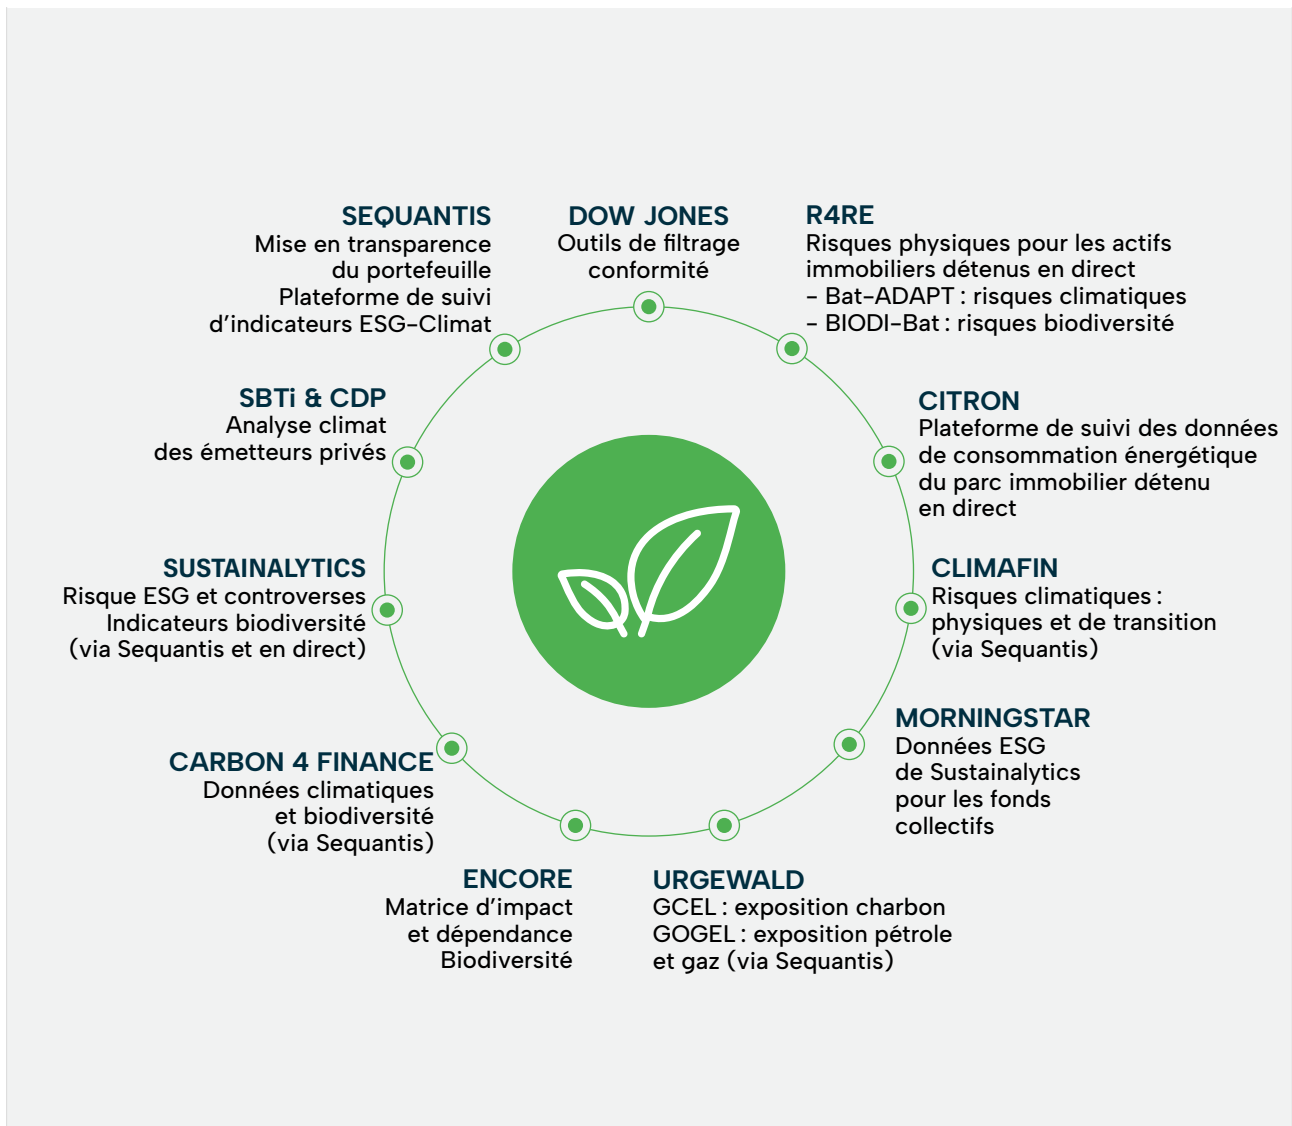 SEQUANTIS
Mise en transparence
du portefeuille
Plateforme de suivi
d’indicateurs ESG-Climat
DOW JONES
Outils de filtrage
conformité
R4RE
Risques physiques pour les actifs
immobiliers détenus en direct
- Bat-ADAPT : risques climatiques
- BIODI-Bat : risques biodiversité
SBTi & CDP
Analyse climat
des émetteurs privés
CITRON
Plateforme de suivi des données
de consommation énergétique
du parc immobilier détenu
en direct
SUSTAINALYTICS
Risque ESG et controverses
Indicateurs biodiversité
(via Sequantis et en direct)
CLIMAFIN
Risques climatiques :
physiques et de transition
(via Sequantis)
CARBON 4 FINANCE
Données climatiques
et biodiversité
(via Sequantis)
MORNINGSTAR
Données ESG
de Sustainalytics
pour les fonds
collectifs
ENCORE
Matrice d’impact
et dépendance
Biodiversité
URGEWALD
GCEL : exposition charbon
GOGEL : exposition pétrole
et gaz (via Sequantis)